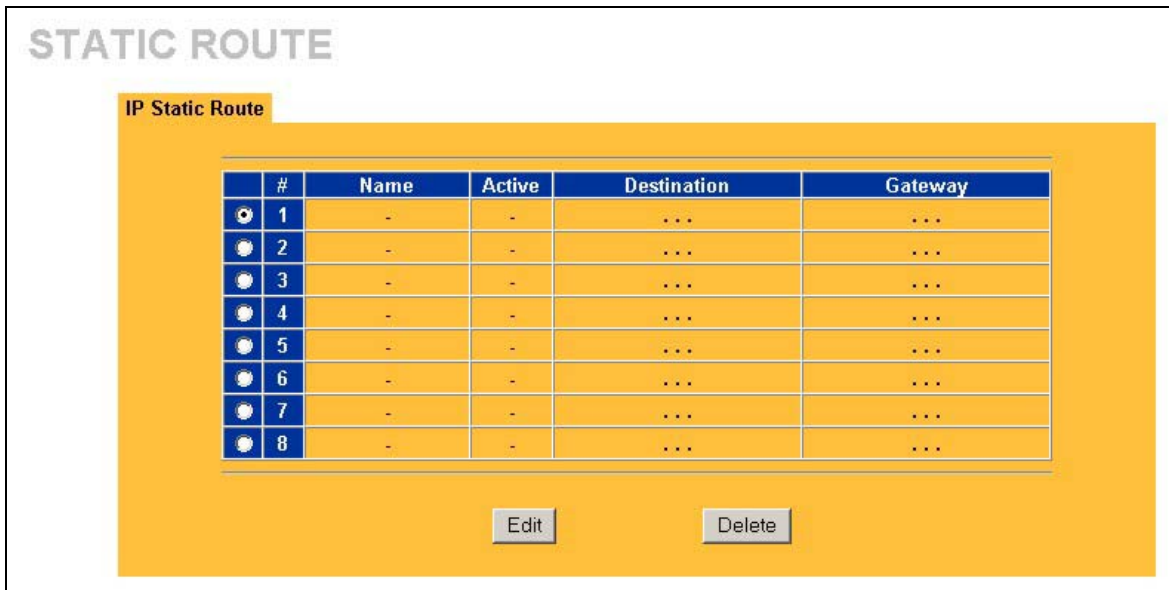 STATIC ROUTE
IP Static Route
# Name Active Destination Gateway
1 - - . . . . . .
2 - - . . . . . .
3 - - . . . . . .
4 - - . . . . . .
5 - - . . . . . .
6 - - . . . . . .
7 - - . . . . . .
8 - - . . . . . .
Edit Delete